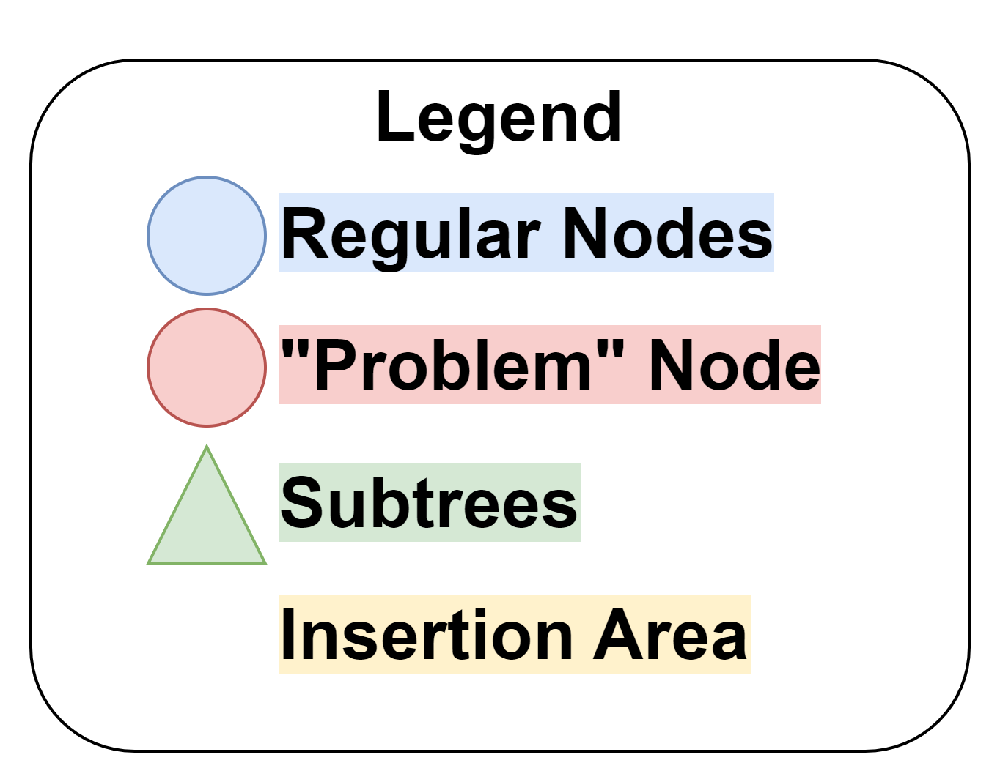 Legend
Regular Nodes
"Problem" Node
Subtrees
Insertion Area